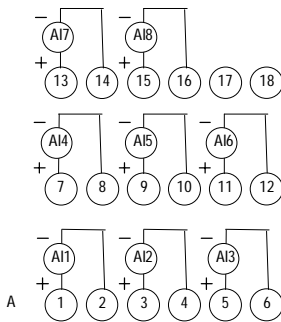 − AI7 − AI8
+ +
13 14 15 16 17 18
− AI4 − AI5 − AI6
+ + +
7 8 9 10 11 12
− AI1 − AI2 − AI3
+ + +
A 1 2 3 4 5 6